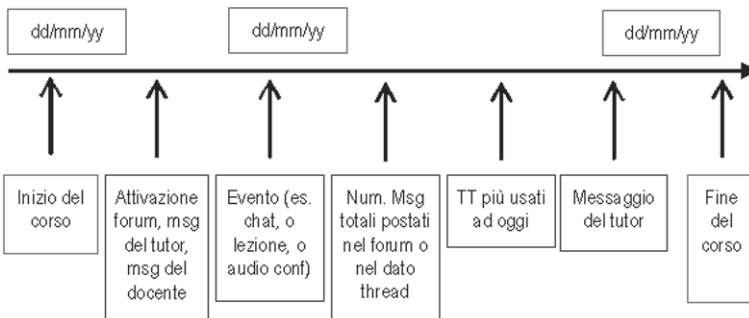 dd/mm/yy
dd/mm/yy
dd/mm/yy
Inizio del
corso
Attivazione
forum, msg
del tutor,
msg del
docente
Evento (es.
chat, o
lezione, o
audio conf)
Num. Msg
totali postati
nel forum o
nel dato
thread
TT più usati
ad oggi
Messaggio
del tutor
Fine
del
corso